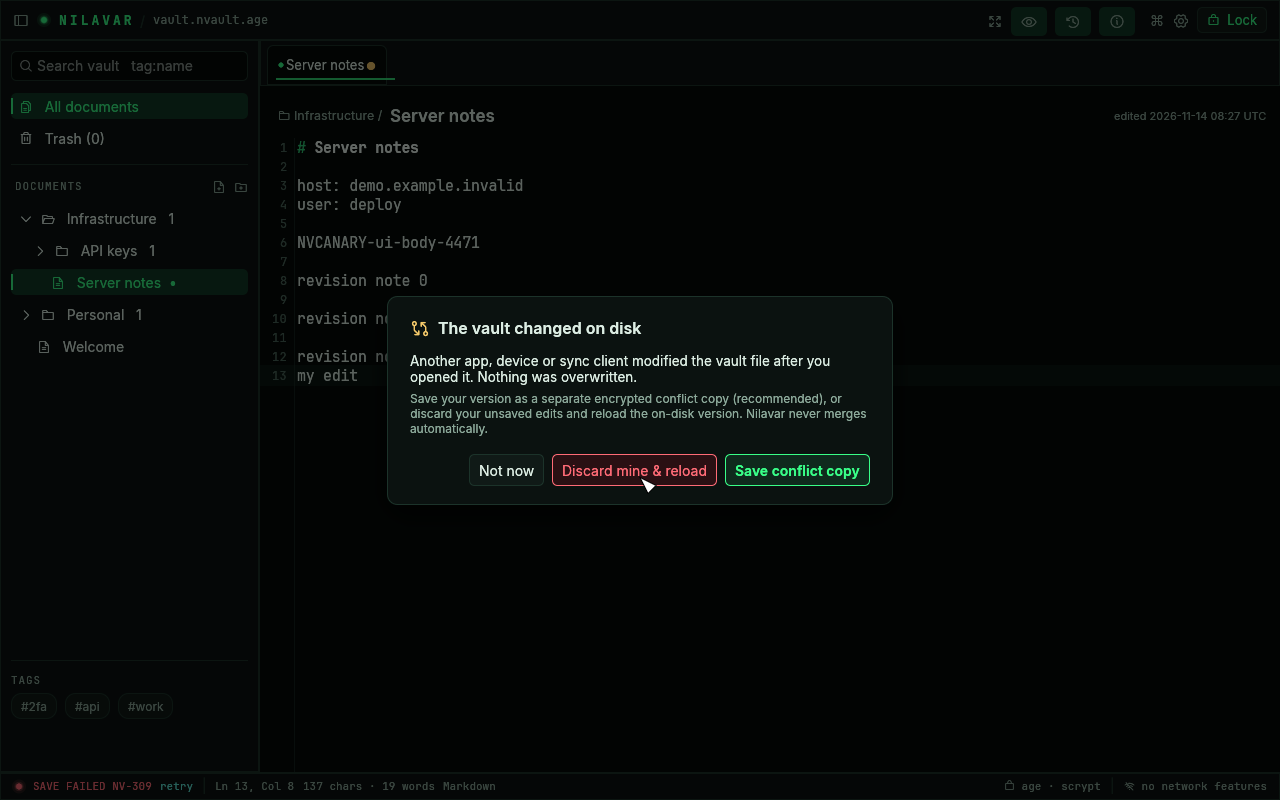 NILAVAR / vault.nvault.age
Lock
Search vault tag:name
All documents
Trash (0)
DOCUMENTS
Infrastructure 1
API keys 1
Server notes
Personal 1
Welcome
TAGS
#2fa #api #work
Server notes
Infrastructure / Server notes
edited 2026-11-14 08:27 UTC
1 # Server notes
2
3 host: demo.example.invalid
4 user: deploy
5
6 NVCANARY-ui-body-4471
7
8 revision note 0
9
10 revision
11
12 revision
13 my edit
The vault changed on disk
Another app, device or sync client modified the vault file after you
opened it. Nothing was overwritten.
Save your version as a separate encrypted conflict copy (recommended), or
discard your unsaved edits and reload the on-disk version. Nilavar never merges
automatically.
Not now
Discard mine & reload
Save conflict copy
SAVE FAILED NV-309 retry
Ln 13, Col 8 137 chars · 19 words Markdown
age · scrypt
no network features